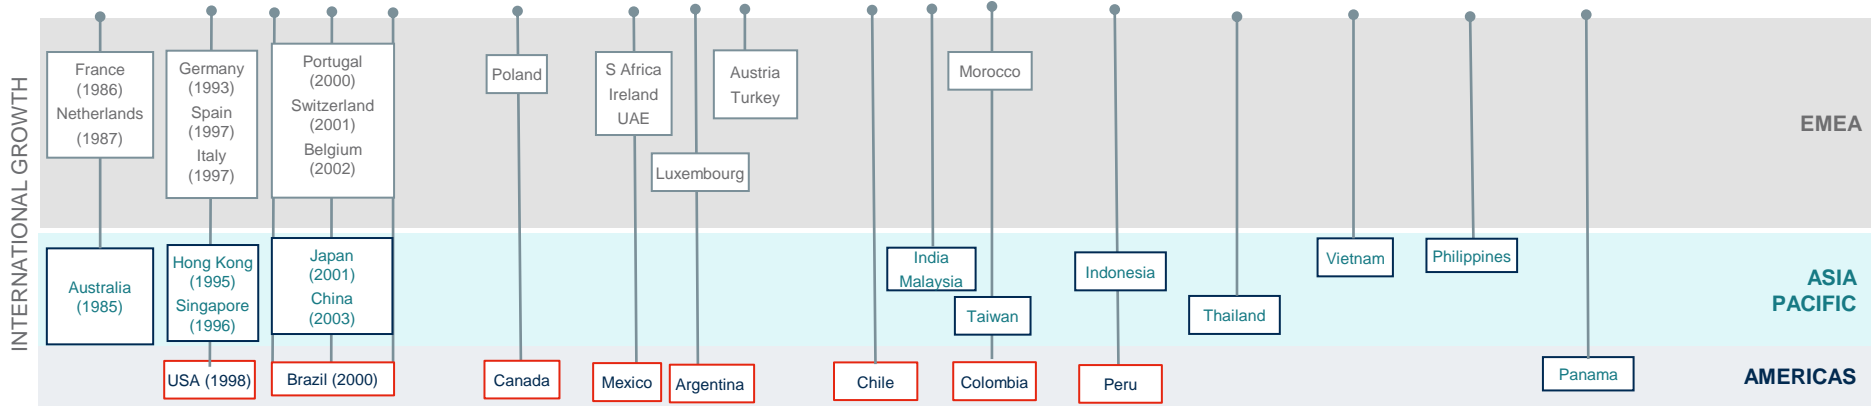 INTERNATIONAL GROWTH
France
(1986)
Netherlands
(1987)
Germany
(1993)
Spain
(1997)
Italy
(1997)
Portugal
(2000)
Switzerland
(2001)
Belgium
(2002)
Poland
S Africa
Ireland
UAE
Luxembourg
Austria
Turkey
Morocco
EMEA
Australia
(1985)
Hong Kong
(1995)
Singapore
(1996)
Japan
(2001)
China
(2003)
India
Malaysia
Taiwan
Indonesia
Thailand
Vietnam
Philippines
ASIA
PACIFIC
USA (1998)
Brazil (2000)
Canada
Mexico
Argentina
Chile
Colombia
Peru
Panama
AMERICAS